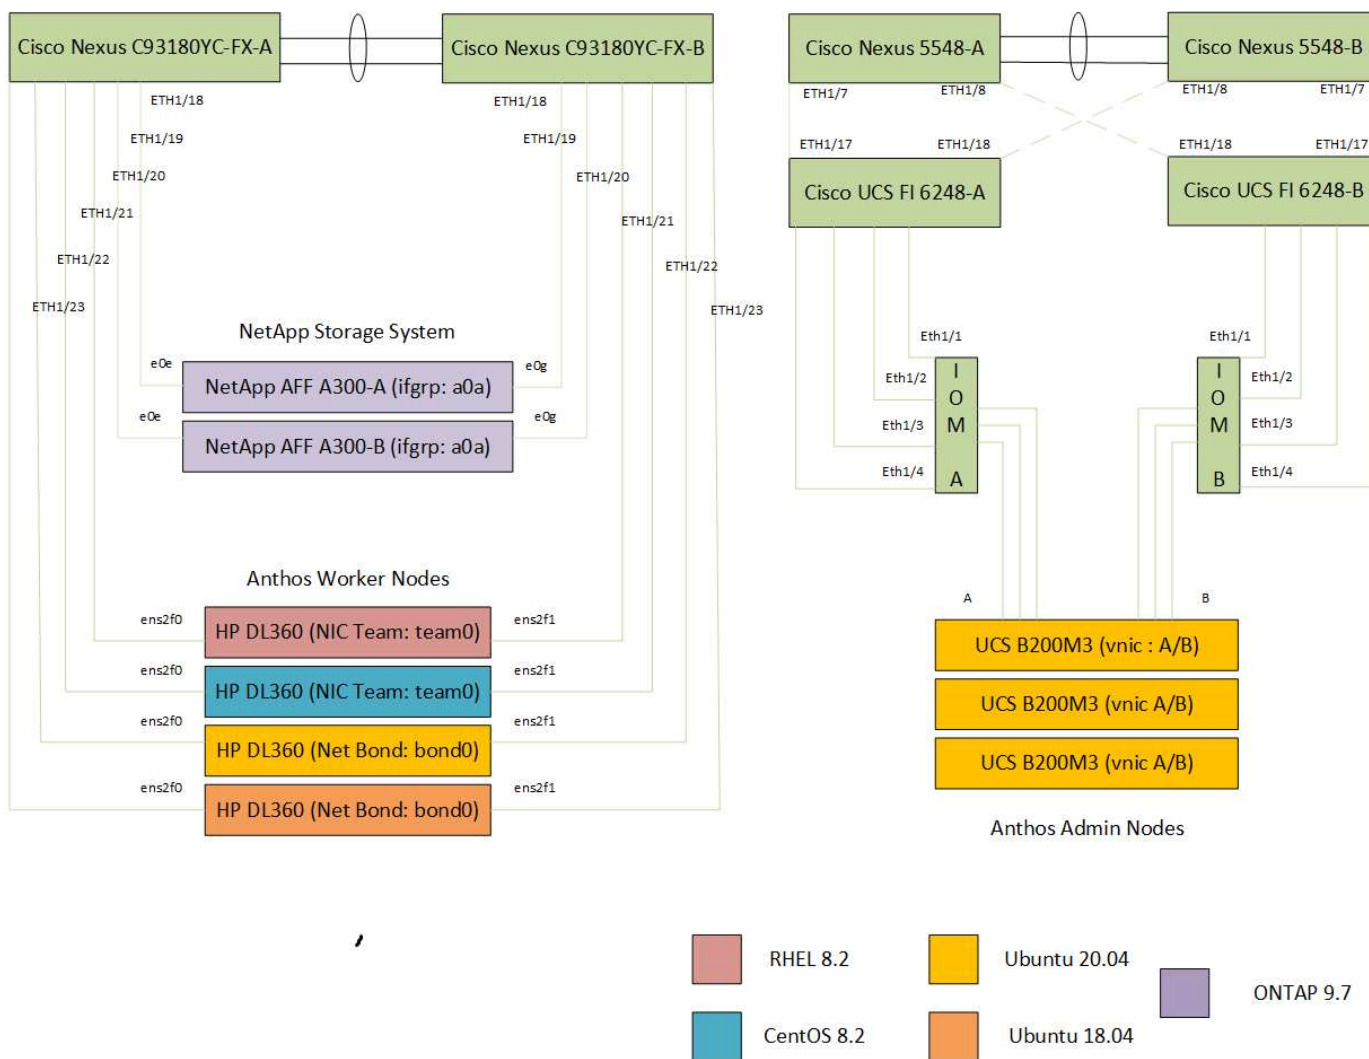 Cisco Nexus C93180YC-FX-A
Cisco Nexus C93180YC-FX-B
Cisco Nexus 5548-A
Cisco Nexus 5548-B
ETH1/18
ETH1/19
ETH1/20
ETH1/21
ETH1/22
ETH1/23
ETH1/18
ETH1/19
ETH1/20
ETH1/21
ETH1/22
ETH1/23
ETH1/7
ETH1/8
ETH1/8
ETH1/7
ETH1/17
ETH1/18
ETH1/18
ETH1/17
Cisco UCS FI 6248-A
Cisco UCS FI 6248-B
NetApp Storage System
e0e
NetApp AFF A300-A (ifgrp: a0a)
e0g
e0e
NetApp AFF A300-B (ifgrp: a0a)
e0g
Eth1/1
Eth1/2
Eth1/3
Eth1/4
I
O
M
A
Eth1/1
Eth1/2
Eth1/3
Eth1/4
I
O
M
B
Anthos Worker Nodes
ens2f0
HP DL360 (NIC Team: team0)
ens2f1
ens2f0
HP DL360 (NIC Team: team0)
ens2f1
ens2f0
HP DL360 (Net Bond: bond0)
ens2f1
ens2f0
HP DL360 (Net Bond: bond0)
ens2f1
A
B
UCS B200M3 (vnic : A/B)
UCS B200M3 (vnic A/B)
UCS B200M3 (vnic A/B)
Anthos Admin Nodes
RHEL 8.2
Ubuntu 20.04
ONTAP 9.7
CentOS 8.2
Ubuntu 18.04